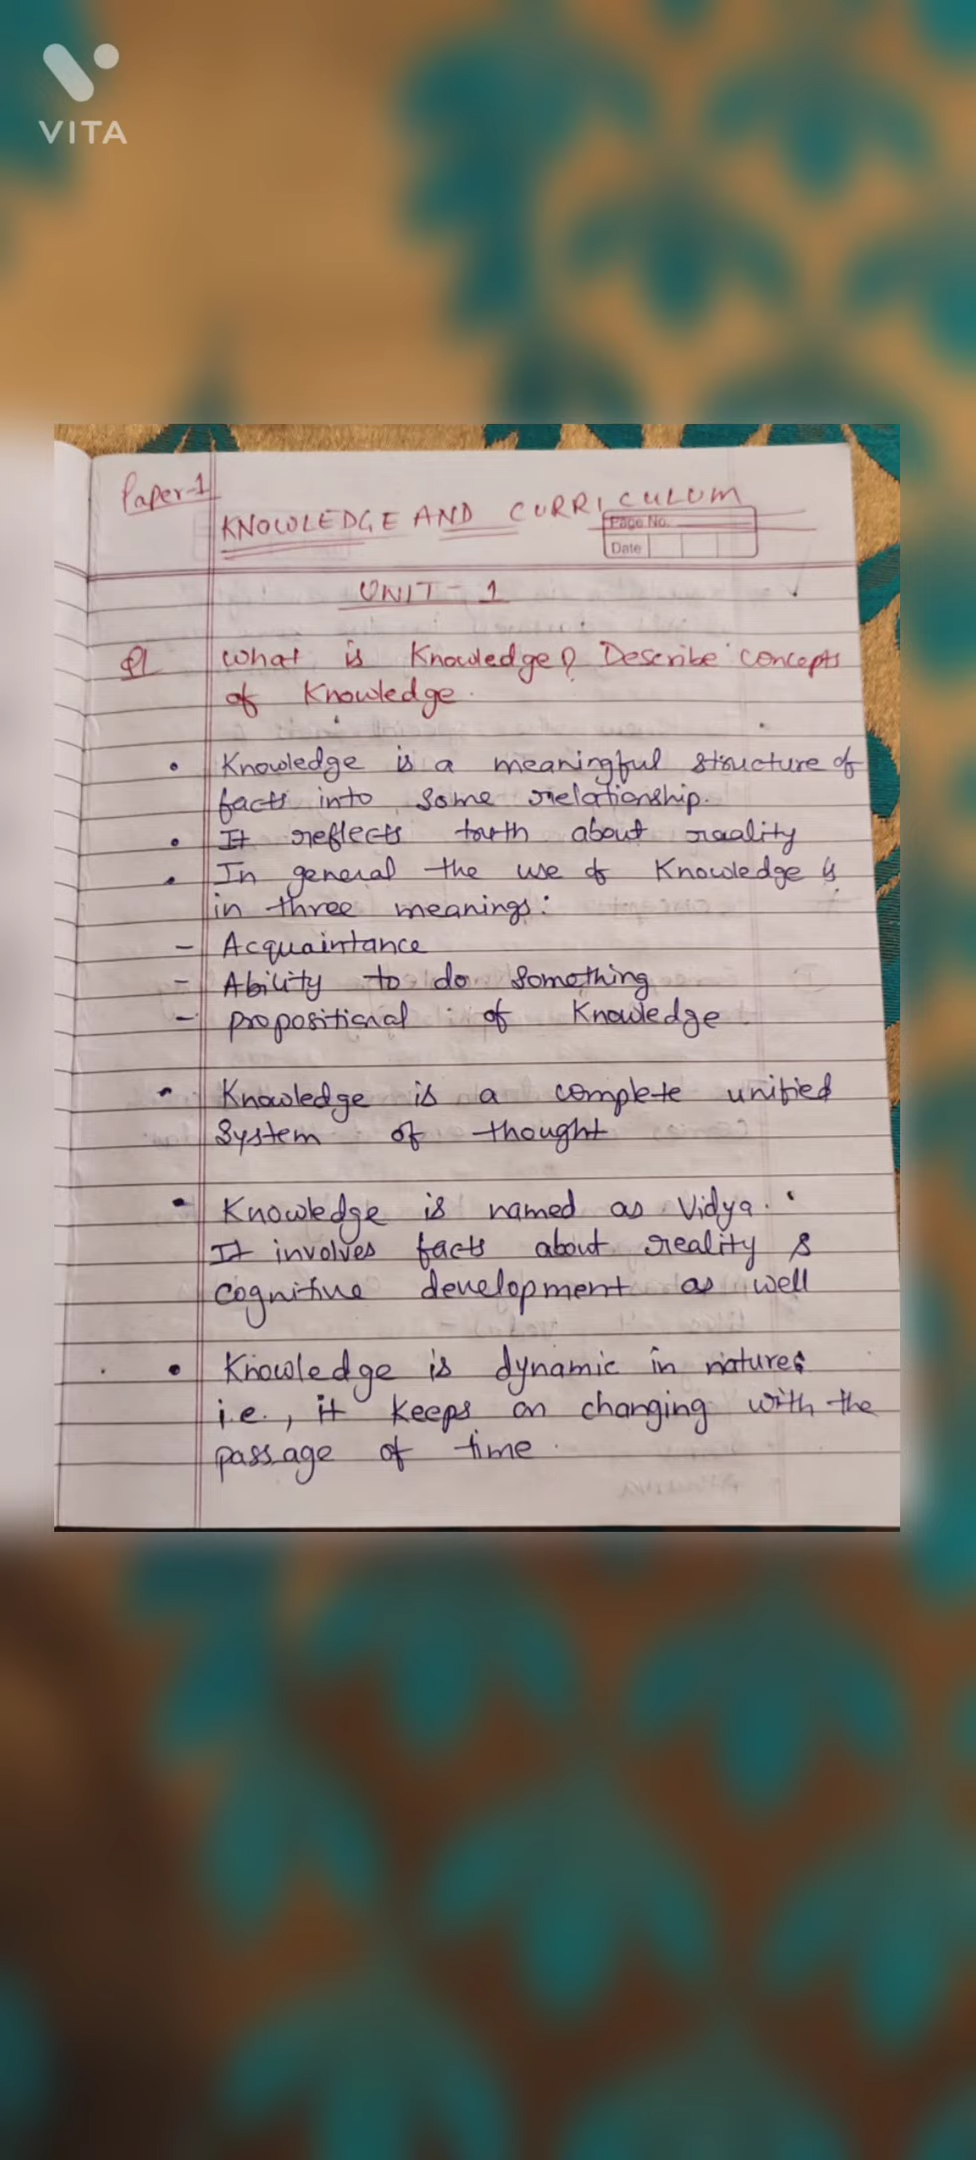 VITA
Paper-1
KNOWLEDGE AND CURRICULUM
Page No.
Date
UNIT - 1
Q1 What is Knowledge? Describe concepts
of Knowledge.
• Knowledge is a meaningful structure of
facts into some relationship.
• It reflects truth about reality
• In general the use of Knowledge is
in three meanings:
- Acquaintance
- Ability to do something
- propositional of Knowledge
• Knowledge is a complete unified
System of thought
• Knowledge is named as Vidya.
It involves facts about reality &
cognitive development as well
• Knowledge is dynamic in nature;
i.e., it keeps on changing with the
passage of time.